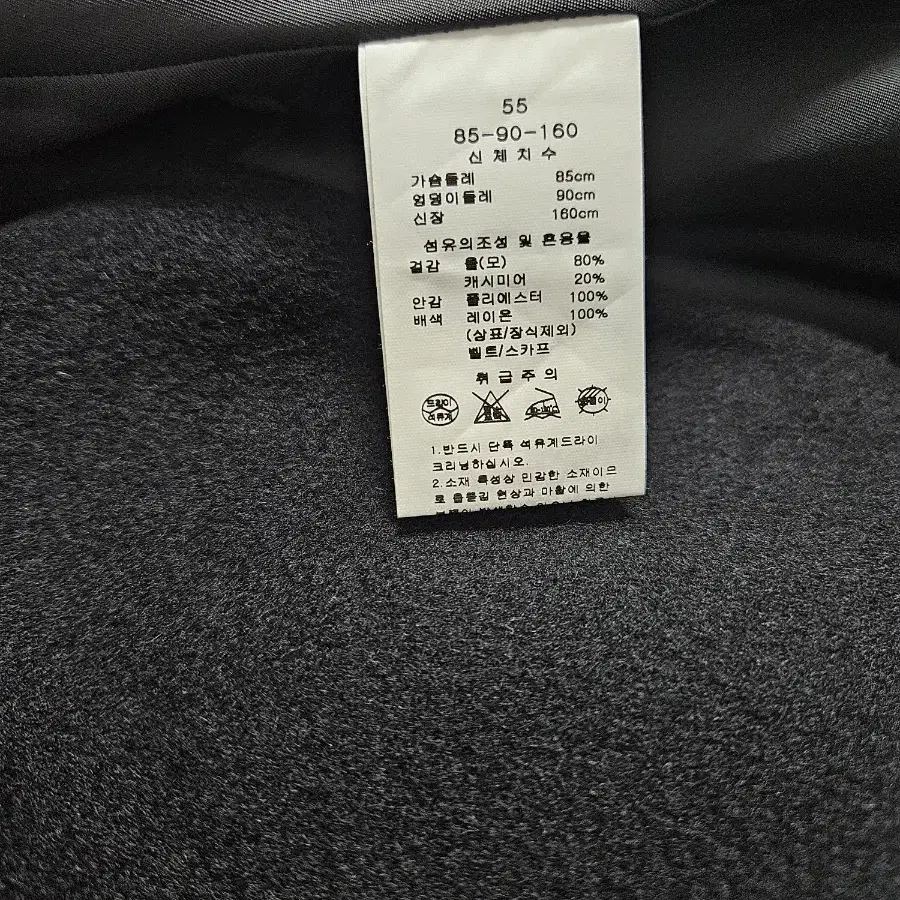 55
85-90-160
신 체 치 수
가슴둘레 85cm
엉덩이둘레 90cm
신장 160cm
섬유의조성 및 혼용율
겉감 울(모) 80%
캐시미어 20%
안감 폴리에스터 100%
배색 레이온 100%
(상표/장식제외)
벨트/스카프
취 급 주 의
드라이
석유계
1.반드시 단독 석유계드라이
크리닝하십시오.
2.소재 특성상 민감한 소재이므
로 올뜯김 현상과 마찰에 의한